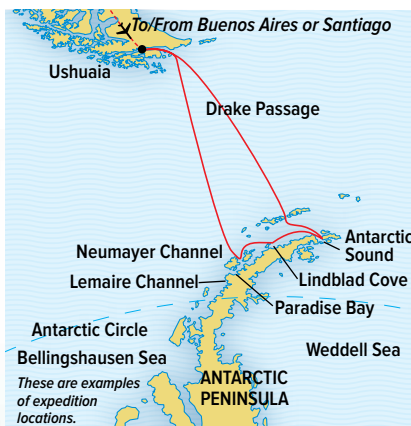 To/From Buenos Aires or Santiago
Ushuaia
Drake Passage
Antarctic
Sound
Neumayer Channel
Lindblad Cove
Lemaire Channel
Paradise Bay
Antarctic Circle
Weddell Sea
Bellingshausen Sea
These are examples
of expedition
locations.
ANTARCTIC
PENINSULA